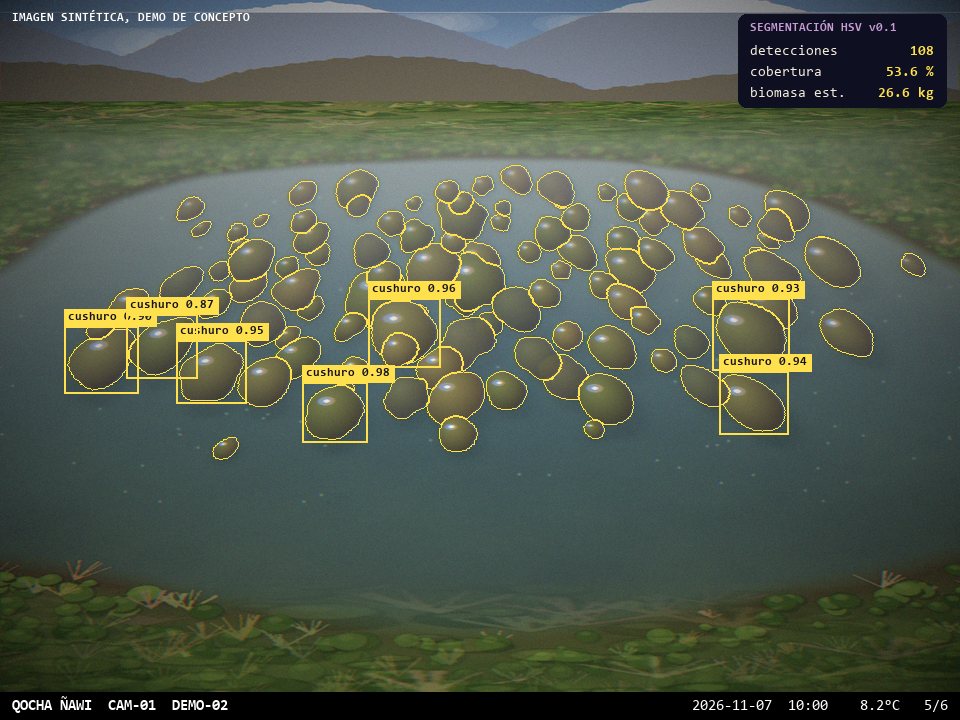 IMAGEN SINTÉTICA, DEMO DE CONCEPTO
SEGMENTACIÓN HSV v0.1
detecciones 108
cobertura 53.6 %
biomasa est. 26.6 kg
cushuro 0.96
cushuro 0.93
cushuro 0.87
cushuro 0.90
cushuro 0.95
cushuro 0.94
cushuro 0.98
QOCHA ÑAWI CAM-01 DEMO-02
2026-11-07 10:00 8.2°C 5/6